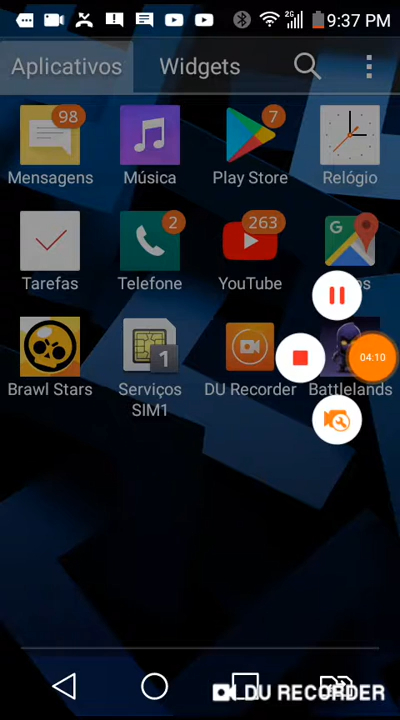 2G 9:37 PM
Aplicativos Widgets
98 7
Mensagens Música Play Store Relógio
G
2 263
Tarefas Telefone YouTube
Brawl Stars Serviços SIM1 DU Recorder Battlelands
1
04:10
DU RECORDER